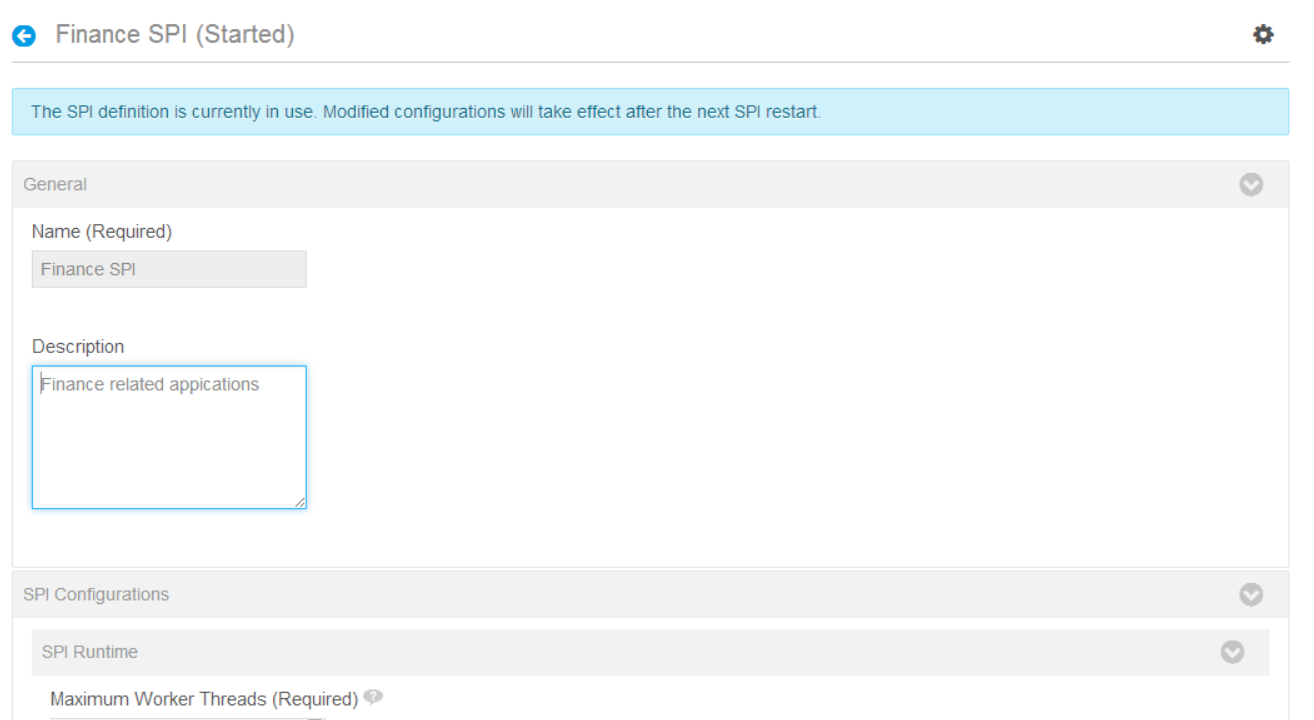 Finance SPI (Started)
The SPI definition is currently in use. Modified configurations will take effect after the next SPI restart.
General
Name (Required)
Finance SPI
Description
Finance related appications
SPI Configurations
SPI Runtime
Maximum Worker Threads (Required)